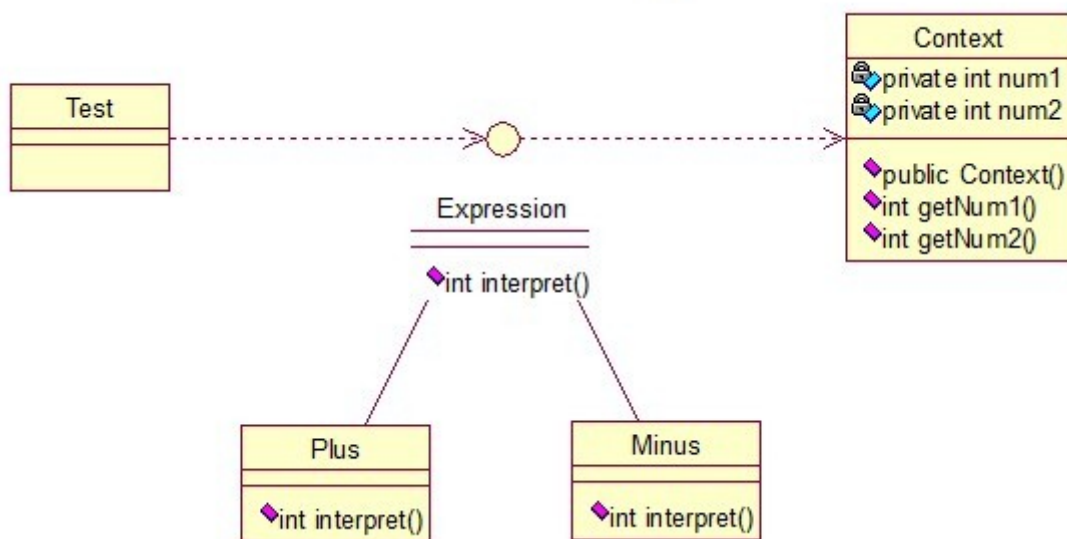 Context
private int num1
private int num2
public Context()
int getNum1()
int getNum2()
Test
Expression
int interpret()
Plus
int interpret()
Minus
int interpret()